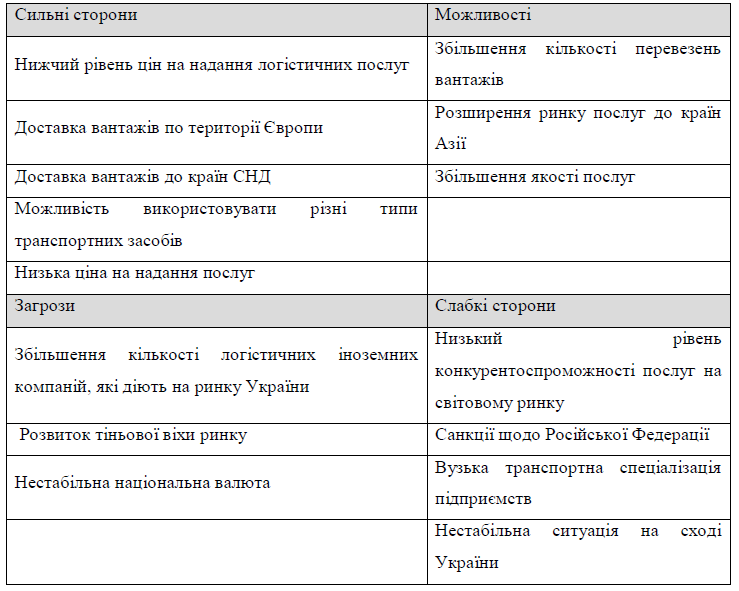 Сильні сторони
Можливості
Нижчий рівень цін на надання логістичних послуг
Збільшення кількості перевезень
вантажів
Доставка вантажів по території Європи
Розширення ринку послуг до країн
Азії
Доставка вантажів до країн СНД
Збільшення якості послуг
Можливість використовувати різні типи
транспортних засобів
Низька ціна на надання послуг
Загрози
Слабкі сторони
Збільшення кількості логістичних іноземних
компаній, які діють на ринку України
Низький рівень
конкурентоспроможності послуг на
світовому ринку
Розвиток тіньової віхи ринку
Санкції щодо Російської Федерації
Нестабільна національна валюта
Вузька транспортна спеціалізація
підприємств
Нестабільна ситуація на сході
України